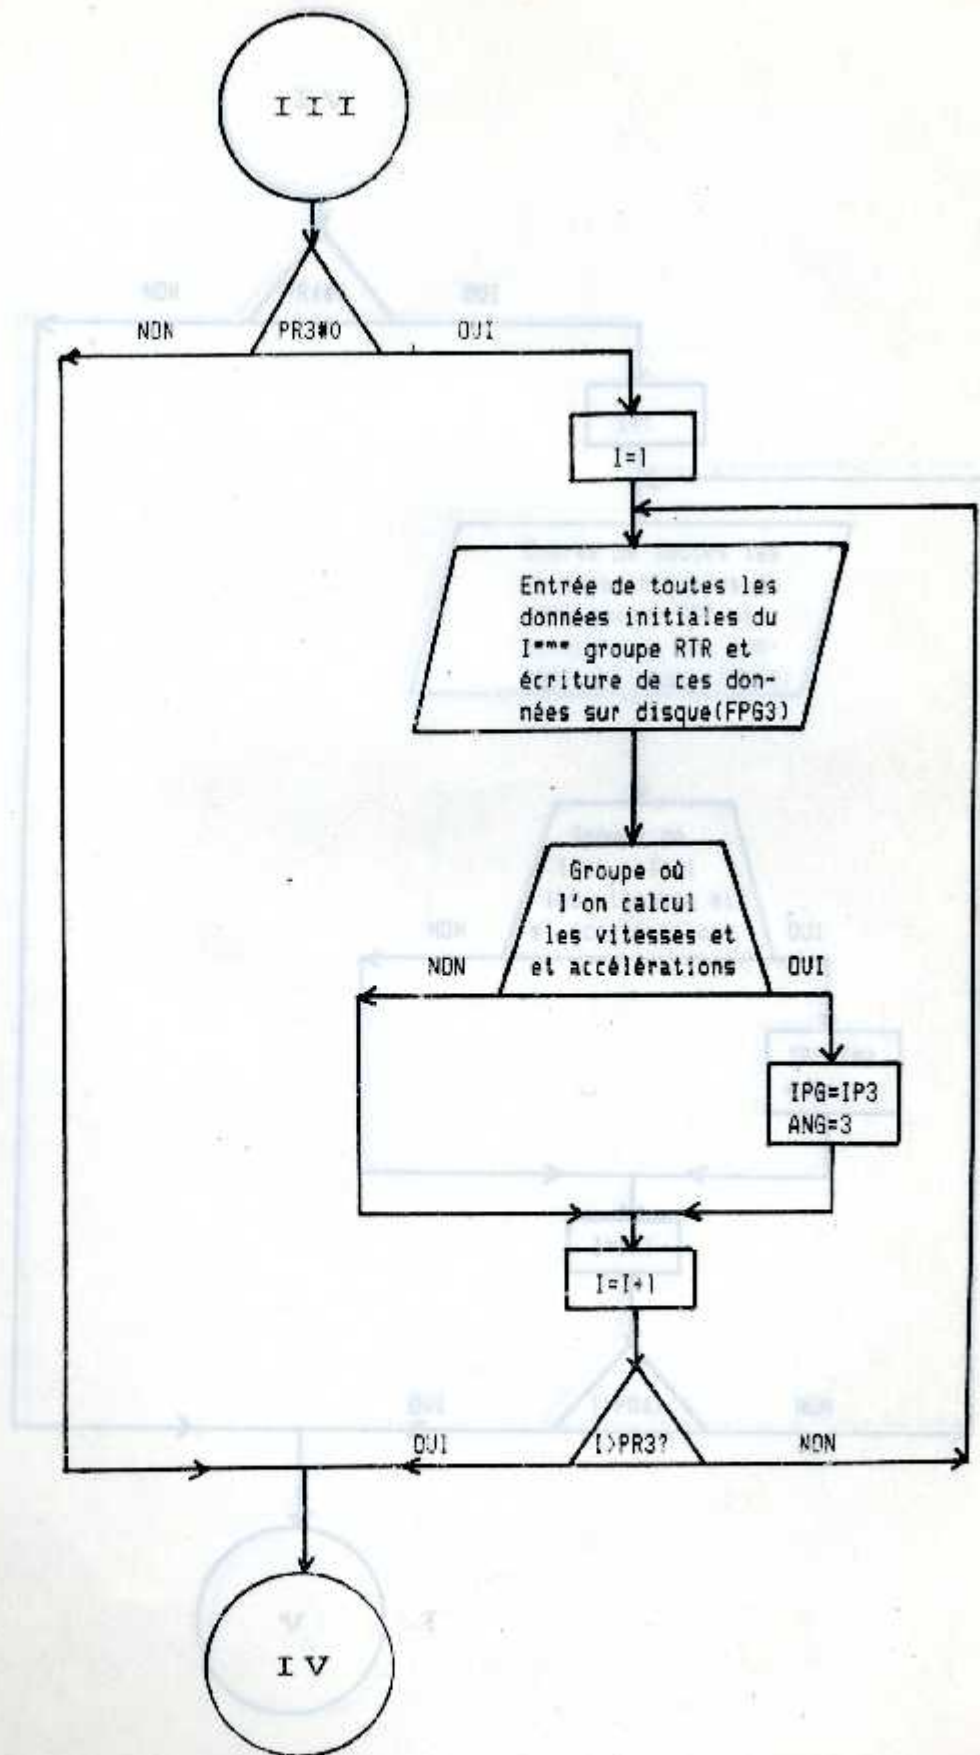 III
NON PR3#0 OUI
I=1
Entrée de toutes les
données initiales du
Ième groupe RTR et
écriture de ces don-
nées sur disque(FPG3)
Groupe où
l'on calcul
les vitesses et
et accélérations
NON OUI
IPG=IP3
ANG=3
I=I+1
OUI I>PR3? NON
IV